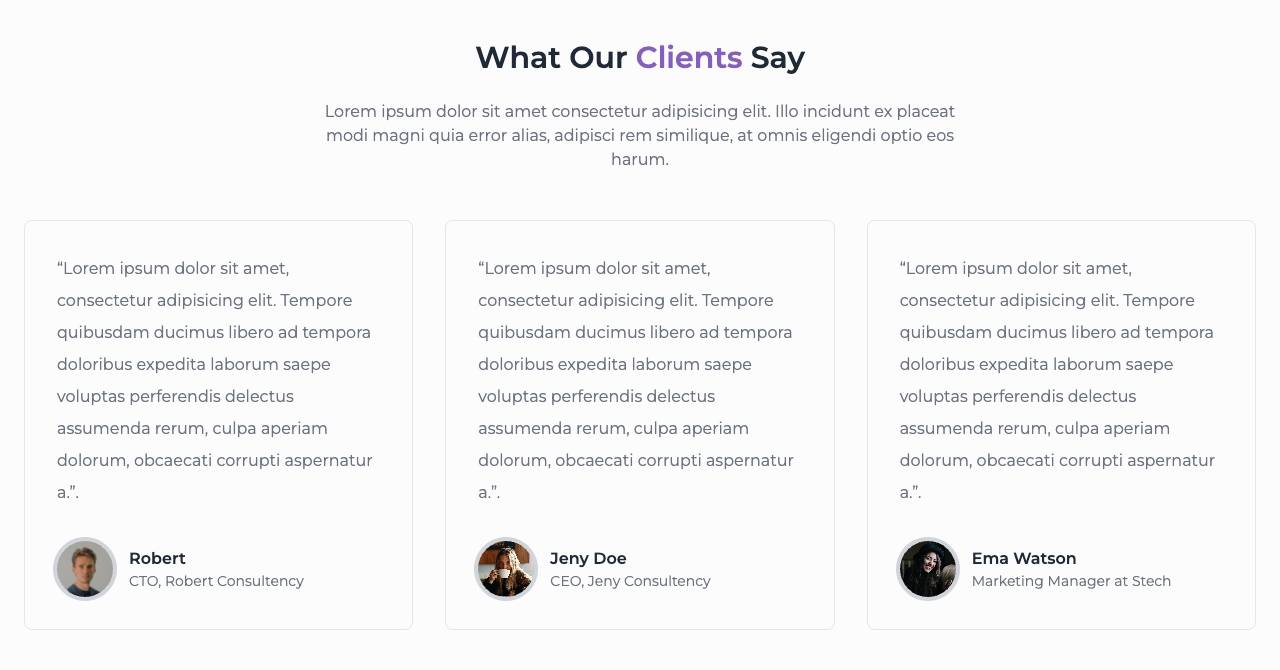 What Our Clients Say
Lorem ipsum dolor sit amet consectetur adipisicing elit. Illo incidunt ex placeat
modi magni quia error alias, adipisci rem similique, at omnis eligendi optio eos
harum.
“Lorem ipsum dolor sit amet,
consectetur adipisicing elit. Tempore
quibusdam ducimus libero ad tempora
doloribus expedita laborum saepe
voluptas perferendis delectus
assumenda rerum, culpa aperiam
dolorum, obcaecati corrupti aspernatur
a.”.
Robert
CTO, Robert Consultency
“Lorem ipsum dolor sit amet,
consectetur adipisicing elit. Tempore
quibusdam ducimus libero ad tempora
doloribus expedita laborum saepe
voluptas perferendis delectus
assumenda rerum, culpa aperiam
dolorum, obcaecati corrupti aspernatur
a.”.
Jeny Doe
CEO, Jeny Consultency
“Lorem ipsum dolor sit amet,
consectetur adipisicing elit. Tempore
quibusdam ducimus libero ad tempora
doloribus expedita laborum saepe
voluptas perferendis delectus
assumenda rerum, culpa aperiam
dolorum, obcaecati corrupti aspernatur
a.”.
Ema Watson
Marketing Manager at Stech